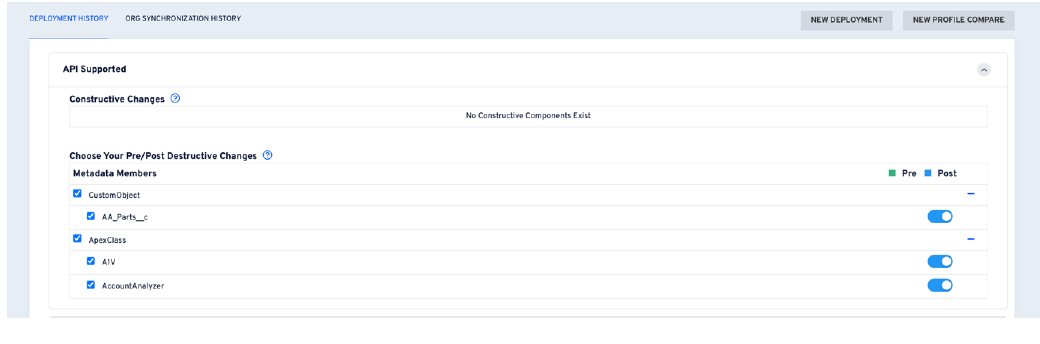 DEPLOYMENT HISTORY ORG SYNCHRONIZATION HISTORY NEW DEPLOYMENT NEW PROFILE COMPARE
API Supported
Constructive Changes ?
No Constructive Components Exist
Choose Your Pre/Post Destructive Changes ?
Metadata Members Pre Post
CustomObject
AA_Parts__c
ApexClass
A1V
AccountAnalyzer